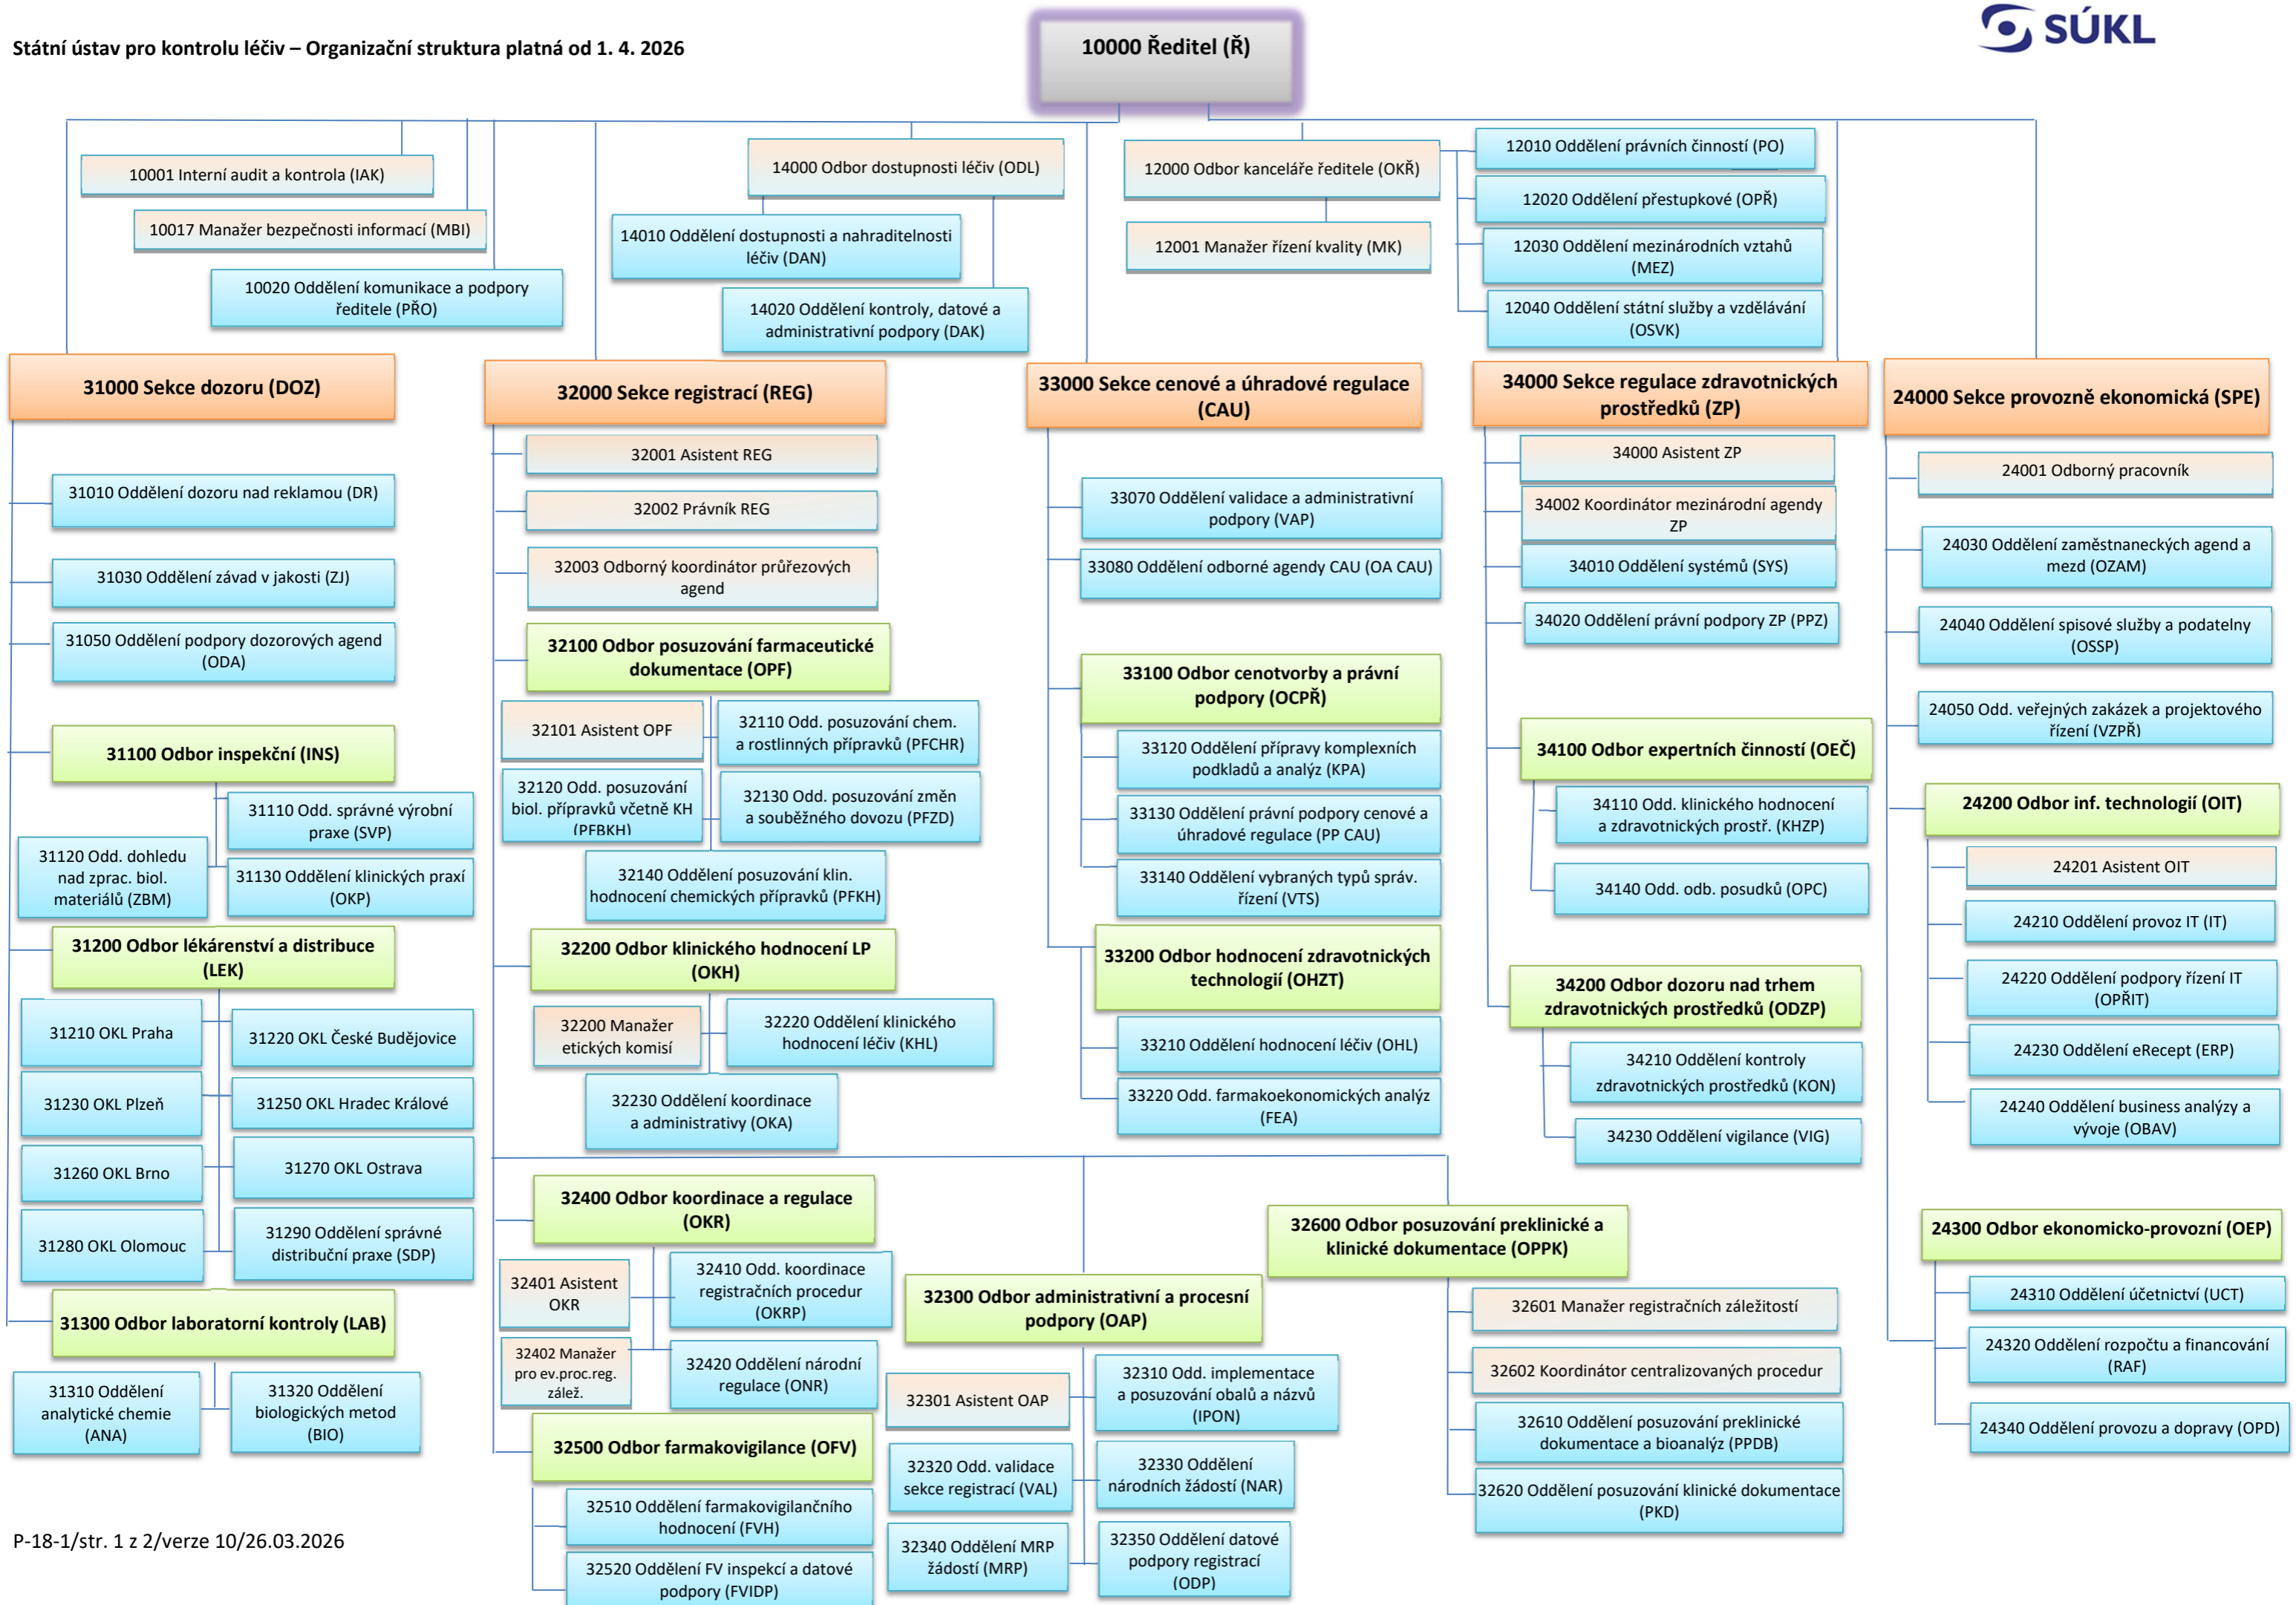 Státní ústav pro kontrolu léčiv – Organizační struktura platná od 1. 4. 2026
10000 Ředitel (Ř)
SÚKL
10001 Interní audit a kontrola (IAK)
10017 Manažer bezpečnosti informací (MBI)
10020 Oddělení komunikace a podpory
ředitele (PŘO)
14000 Odbor dostupnosti léčiv (ODL)
14010 Oddělení dostupnosti a nahraditelnosti
léčiv (DAN)
14020 Oddělení kontroly, datové a
administrativní podpory (DAK)
12000 Odbor kanceláře ředitele (OKŘ)
12001 Manažer řízení kvality (MK)
12010 Oddělení právních činností (PO)
12020 Oddělení přestupkové (OPŘ)
12030 Oddělení mezinárodních vztahů
(MEZ)
12040 Oddělení státní služby a vzdělávání
(OSVK)
31000 Sekce dozoru (DOZ)
31010 Oddělení dozoru nad reklamou (DR)
31030 Oddělení závad v jakosti (ZJ)
31050 Oddělení podpory dozorových agend
(ODA)
31100 Odbor inspekční (INS)
31110 Odd. správné výrobní
praxe (SVP)
31120 Odd. dohledu
nad zprac. biol.
materiálů (ZBM)
31130 Oddělení klinických praxí
(OKP)
31200 Odbor lékárenství a distribuce
(LEK)
31210 OKL Praha
31220 OKL České Budějovice
31230 OKL Plzeň
31250 OKL Hradec Králové
31260 OKL Brno
31270 OKL Ostrava
31280 OKL Olomouc
31290 Oddělení správné
distribuční praxe (SDP)
31300 Odbor laboratorní kontroly (LAB)
31310 Oddělení
analytické chemie
(ANA)
31320 Oddělení
biologických metod
(BIO)
32000 Sekce registrací (REG)
32001 Asistent REG
32002 Právník REG
32003 Odborný koordinátor průřezových
agend
32100 Odbor posuzování farmaceutické
dokumentace (OPF)
32101 Asistent OPF
32110 Odd. posuzování chem.
a rostlinných přípravků (PFCHR)
32120 Odd. posuzování
biol. přípravků včetně KH
(PFBKH)
32130 Odd. posuzování změn
a souběžného dovozu (PFZD)
32140 Oddělení posuzování klin.
hodnocení chemických přípravků (PFKH)
32200 Odbor klinického hodnocení LP
(OKH)
32200 Manažer
etických komisí
32220 Oddělení klinického
hodnocení léčiv (KHL)
32230 Oddělení koordinace
a administrativy (OKA)
32400 Odbor koordinace a regulace
(OKR)
32401 Asistent
OKR
32410 Odd. koordinace
registračních procedur
(OKRP)
32402 Manažer
pro ev.proc.reg.
zálež.
32420 Oddělení národní
regulace (ONR)
32500 Odbor farmakovigilance (OFV)
32510 Oddělení farmakovigilančního
hodnocení (FVH)
32520 Oddělení FV inspekcí a datové
podpory (FVIDP)
32300 Odbor administrativní a procesní
podpory (OAP)
32301 Asistent OAP
32310 Odd. implementace
a posuzování obalů a názvů
(IPON)
32320 Odd. validace
sekce registrací (VAL)
32330 Oddělení
národních žádostí (NAR)
32340 Oddělení MRP
žádostí (MRP)
32350 Oddělení datové
podpory registrací
(ODP)
32600 Odbor posuzování preklinické a
klinické dokumentace (OPPK)
32601 Manažer registračních záležitostí
32602 Koordinátor centralizovaných procedur
32610 Oddělení posuzování preklinické
dokumentace a bioanalýz (PPDB)
32620 Oddělení posuzování klinické dokumentace
(PKD)
33000 Sekce cenové a úhradové regulace
(CAU)
33070 Oddělení validace a administrativní
podpory (VAP)
33080 Oddělení odborné agendy CAU (OA CAU)
33100 Odbor cenotvorby a právní
podpory (OCPŘ)
33120 Oddělení přípravy komplexních
podkladů a analýz (KPA)
33130 Oddělení právní podpory cenové a
úhradové regulace (PP CAU)
33140 Oddělení vybraných typů správ.
řízení (VTS)
33200 Odbor hodnocení zdravotnických
technologií (OHZT)
33210 Oddělení hodnocení léčiv (OHL)
33220 Odd. farmakoekonomických analýz
(FEA)
34000 Sekce regulace zdravotnických
prostředků (ZP)
34000 Asistent ZP
34002 Koordinátor mezinárodní agendy
ZP
34010 Oddělení systémů (SYS)
34020 Oddělení právní podpory ZP (PPZ)
34100 Odbor expertních činností (OEČ)
34110 Odd. klinického hodnocení
a zdravotnických prostř. (KHZP)
34140 Odd. odb. posudků (OPC)
34200 Odbor dozoru nad trhem
zdravotnických prostředků (ODZP)
34210 Oddělení kontroly
zdravotnických prostředků (KON)
34230 Oddělení vigilance (VIG)
24000 Sekce provozně ekonomická (SPE)
24001 Odborný pracovník
24030 Oddělení zaměstnaneckých agend a
mezd (OZAM)
24040 Oddělení spisové služby a podatelny
(OSSP)
24050 Odd. veřejných zakázek a projektového
řízení (VZPŘ)
24200 Odbor inf. technologií (OIT)
24201 Asistent OIT
24210 Oddělení provoz IT (IT)
24220 Oddělení podpory řízení IT
(OPŘIT)
24230 Oddělení eRecept (ERP)
24240 Oddělení business analýzy a
vývoje (OBAV)
24300 Odbor ekonomicko-provozní (OEP)
24310 Oddělení účetnictví (UCT)
24320 Oddělení rozpočtu a financování
(RAF)
24340 Oddělení provozu a dopravy (OPD)
P-18-1/str. 1 z 2/verze 10/26.03.2026